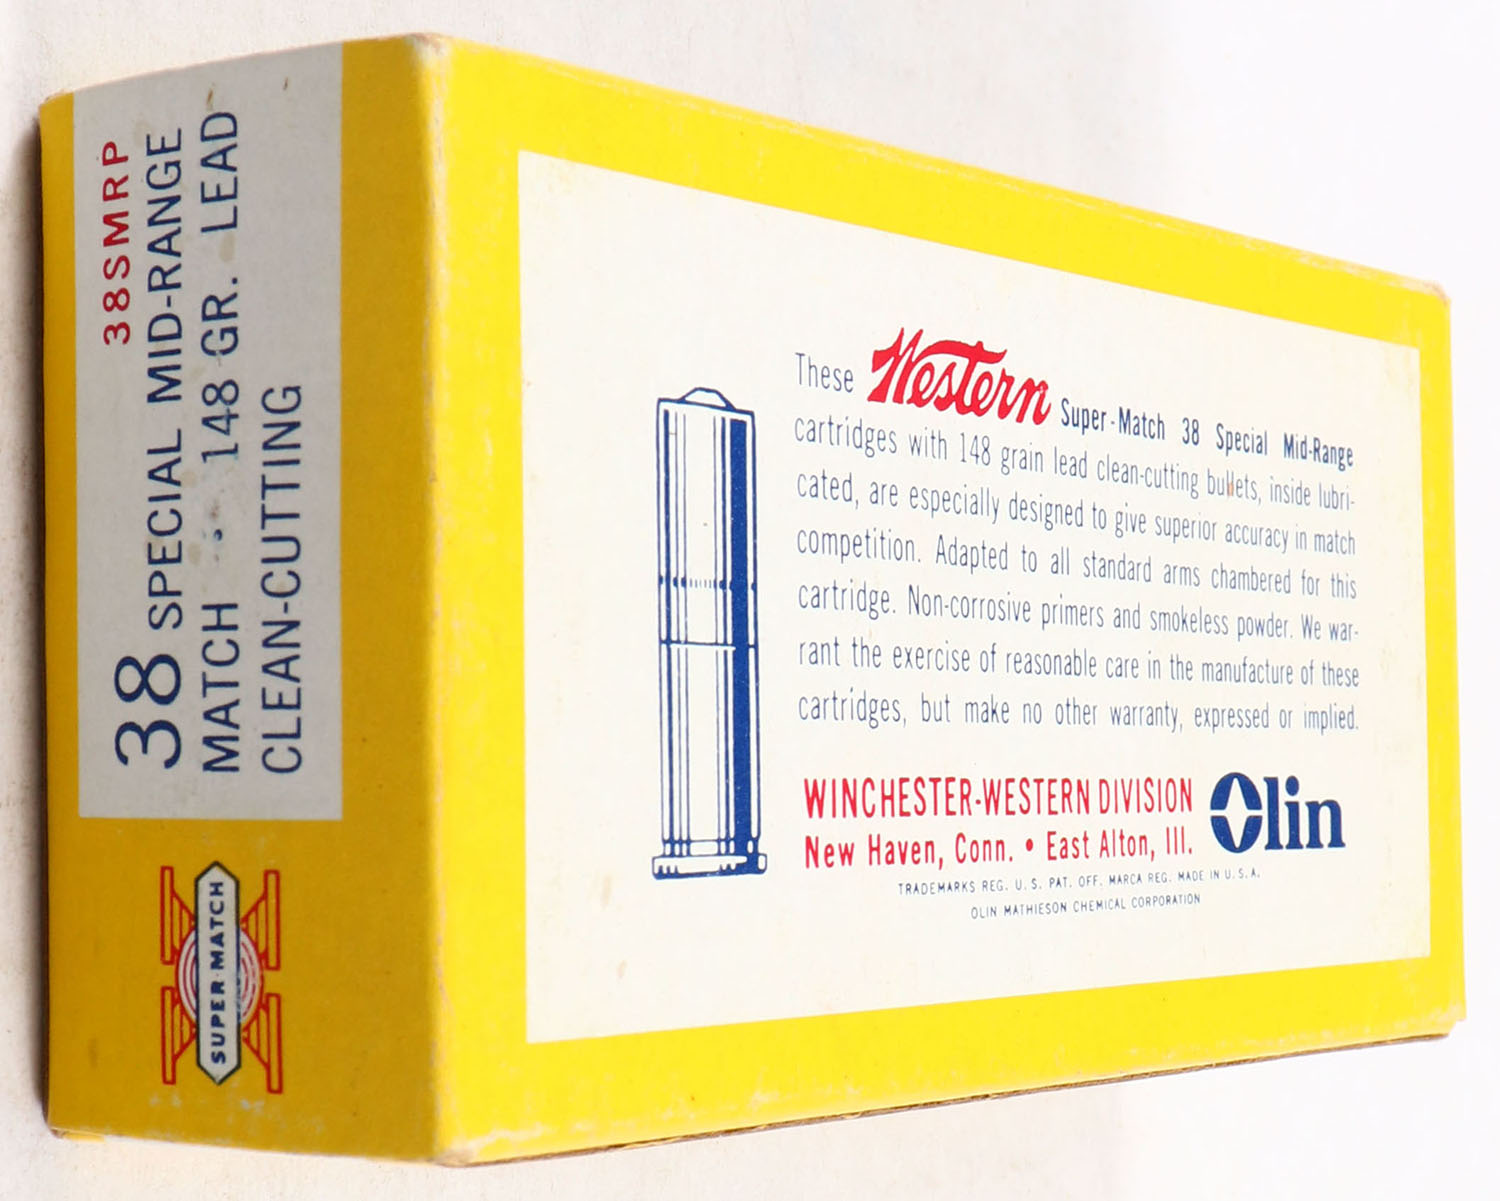 38SMRP
38 SPECIAL MID-RANGE
MATCH : 148 GR. LEAD
CLEAN-CUTTING
SUPER-MATCH
These Western Super-Match 38 Special Mid-Range
cartridges with 148 grain lead clean-cutting bullets, inside lubri-
cated, are especially designed to give superior accuracy in match
competition. Adapted to all standard arms chambered for this
cartridge. Non-corrosive primers and smokeless powder. We war-
rant the exercise of reasonable care in the manufacture of these
cartridges, but make no other warranty, expressed or implied.
WINCHESTER-WESTERN DIVISION
New Haven, Conn. • East Alton, Ill.
Olin
TRADEMARKS REG. U. S. PAT. OFF. MARCA REG. MADE IN U. S. A.
OLIN MATHIESON CHEMICAL CORPORATION